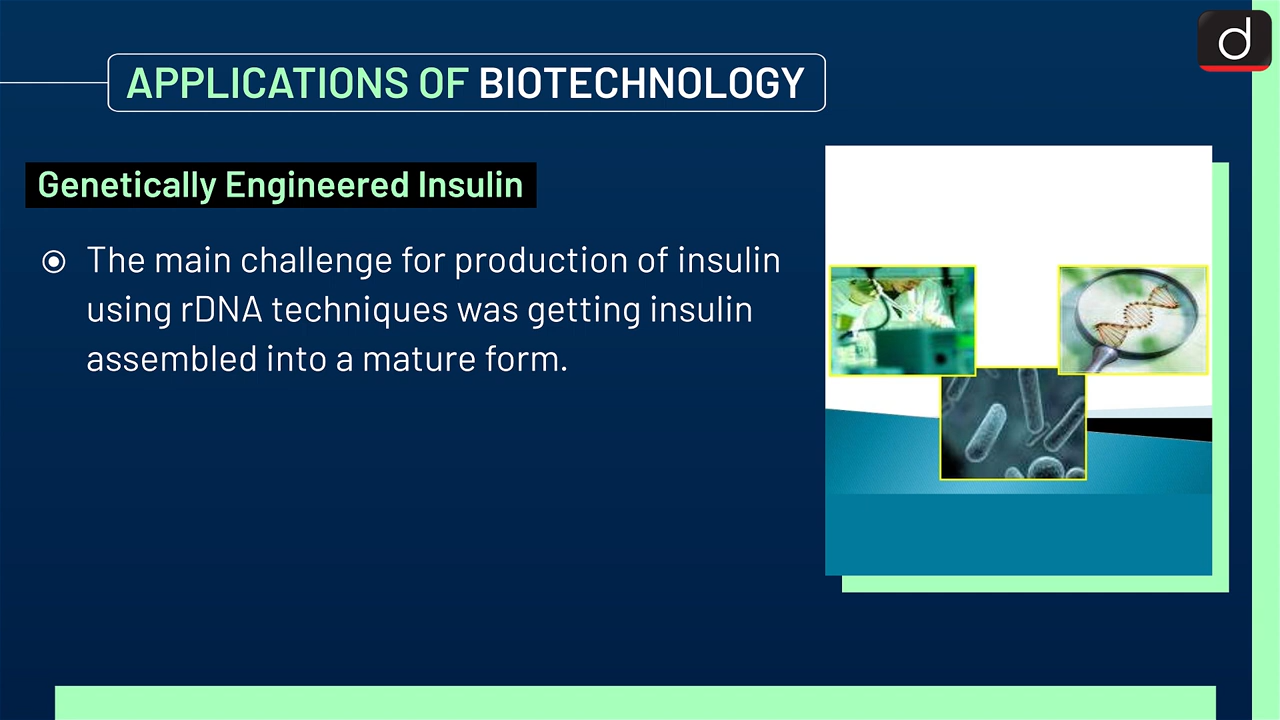 APPLICATIONS OF BIOTECHNOLOGY
d
Genetically Engineered Insulin
The main challenge for production of insulin
using rDNA techniques was getting insulin
assembled into a mature form.